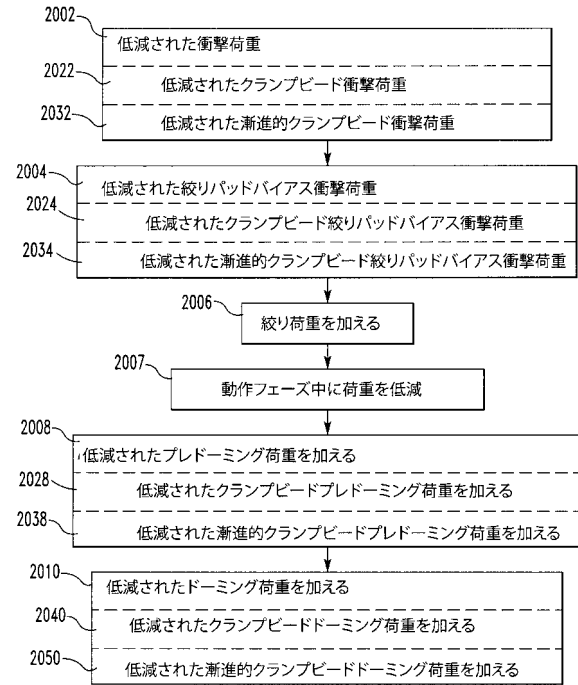 2002
低減された衝撃荷重
2022
低減されたクランプビード衝撃荷重
2032
低減された漸進的クランプビード衝撃荷重
2004
低減された絞りパッドバイアス衝撃荷重
2024
低減されたクランプビード絞りパッドバイアス衝撃荷重
2034
低減された漸進的クランプビード絞りパッドバイアス衝撃荷重
2006
絞り荷重を加える
2007
動作フェーズ中に荷重を低減
2008
低減されたプレドーミング荷重を加える
2028
低減されたクランプビードプレドーミング荷重を加える
2038
低減された漸進的クランプビードプレドーミング荷重を加える
2010
低減されたドーミング荷重を加える
2040
低減されたクランプビードドーミング荷重を加える
2050
低減された漸進的クランプビードドーミング荷重を加える